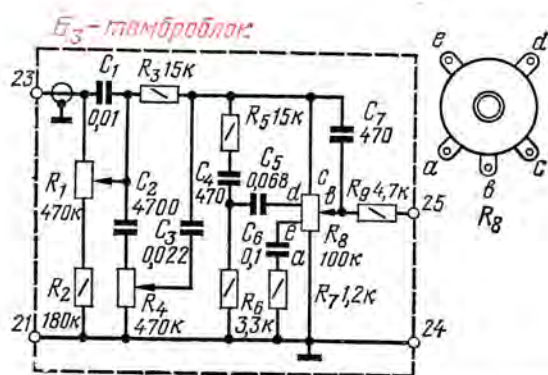 Б3 - тамброблок
23
C1
0,01
R3 15к
R5 15к
C7
470
e
d
a
в
c
R8
R1
470к
C2
4700
C4
470
C5
0,068
d
c
в
R9 4,7к
25
C3
0,022
C6
0,1
e
a
R8
100к
R2
180к
R4
470к
R6
3,3к
R7 1,2к
21
24